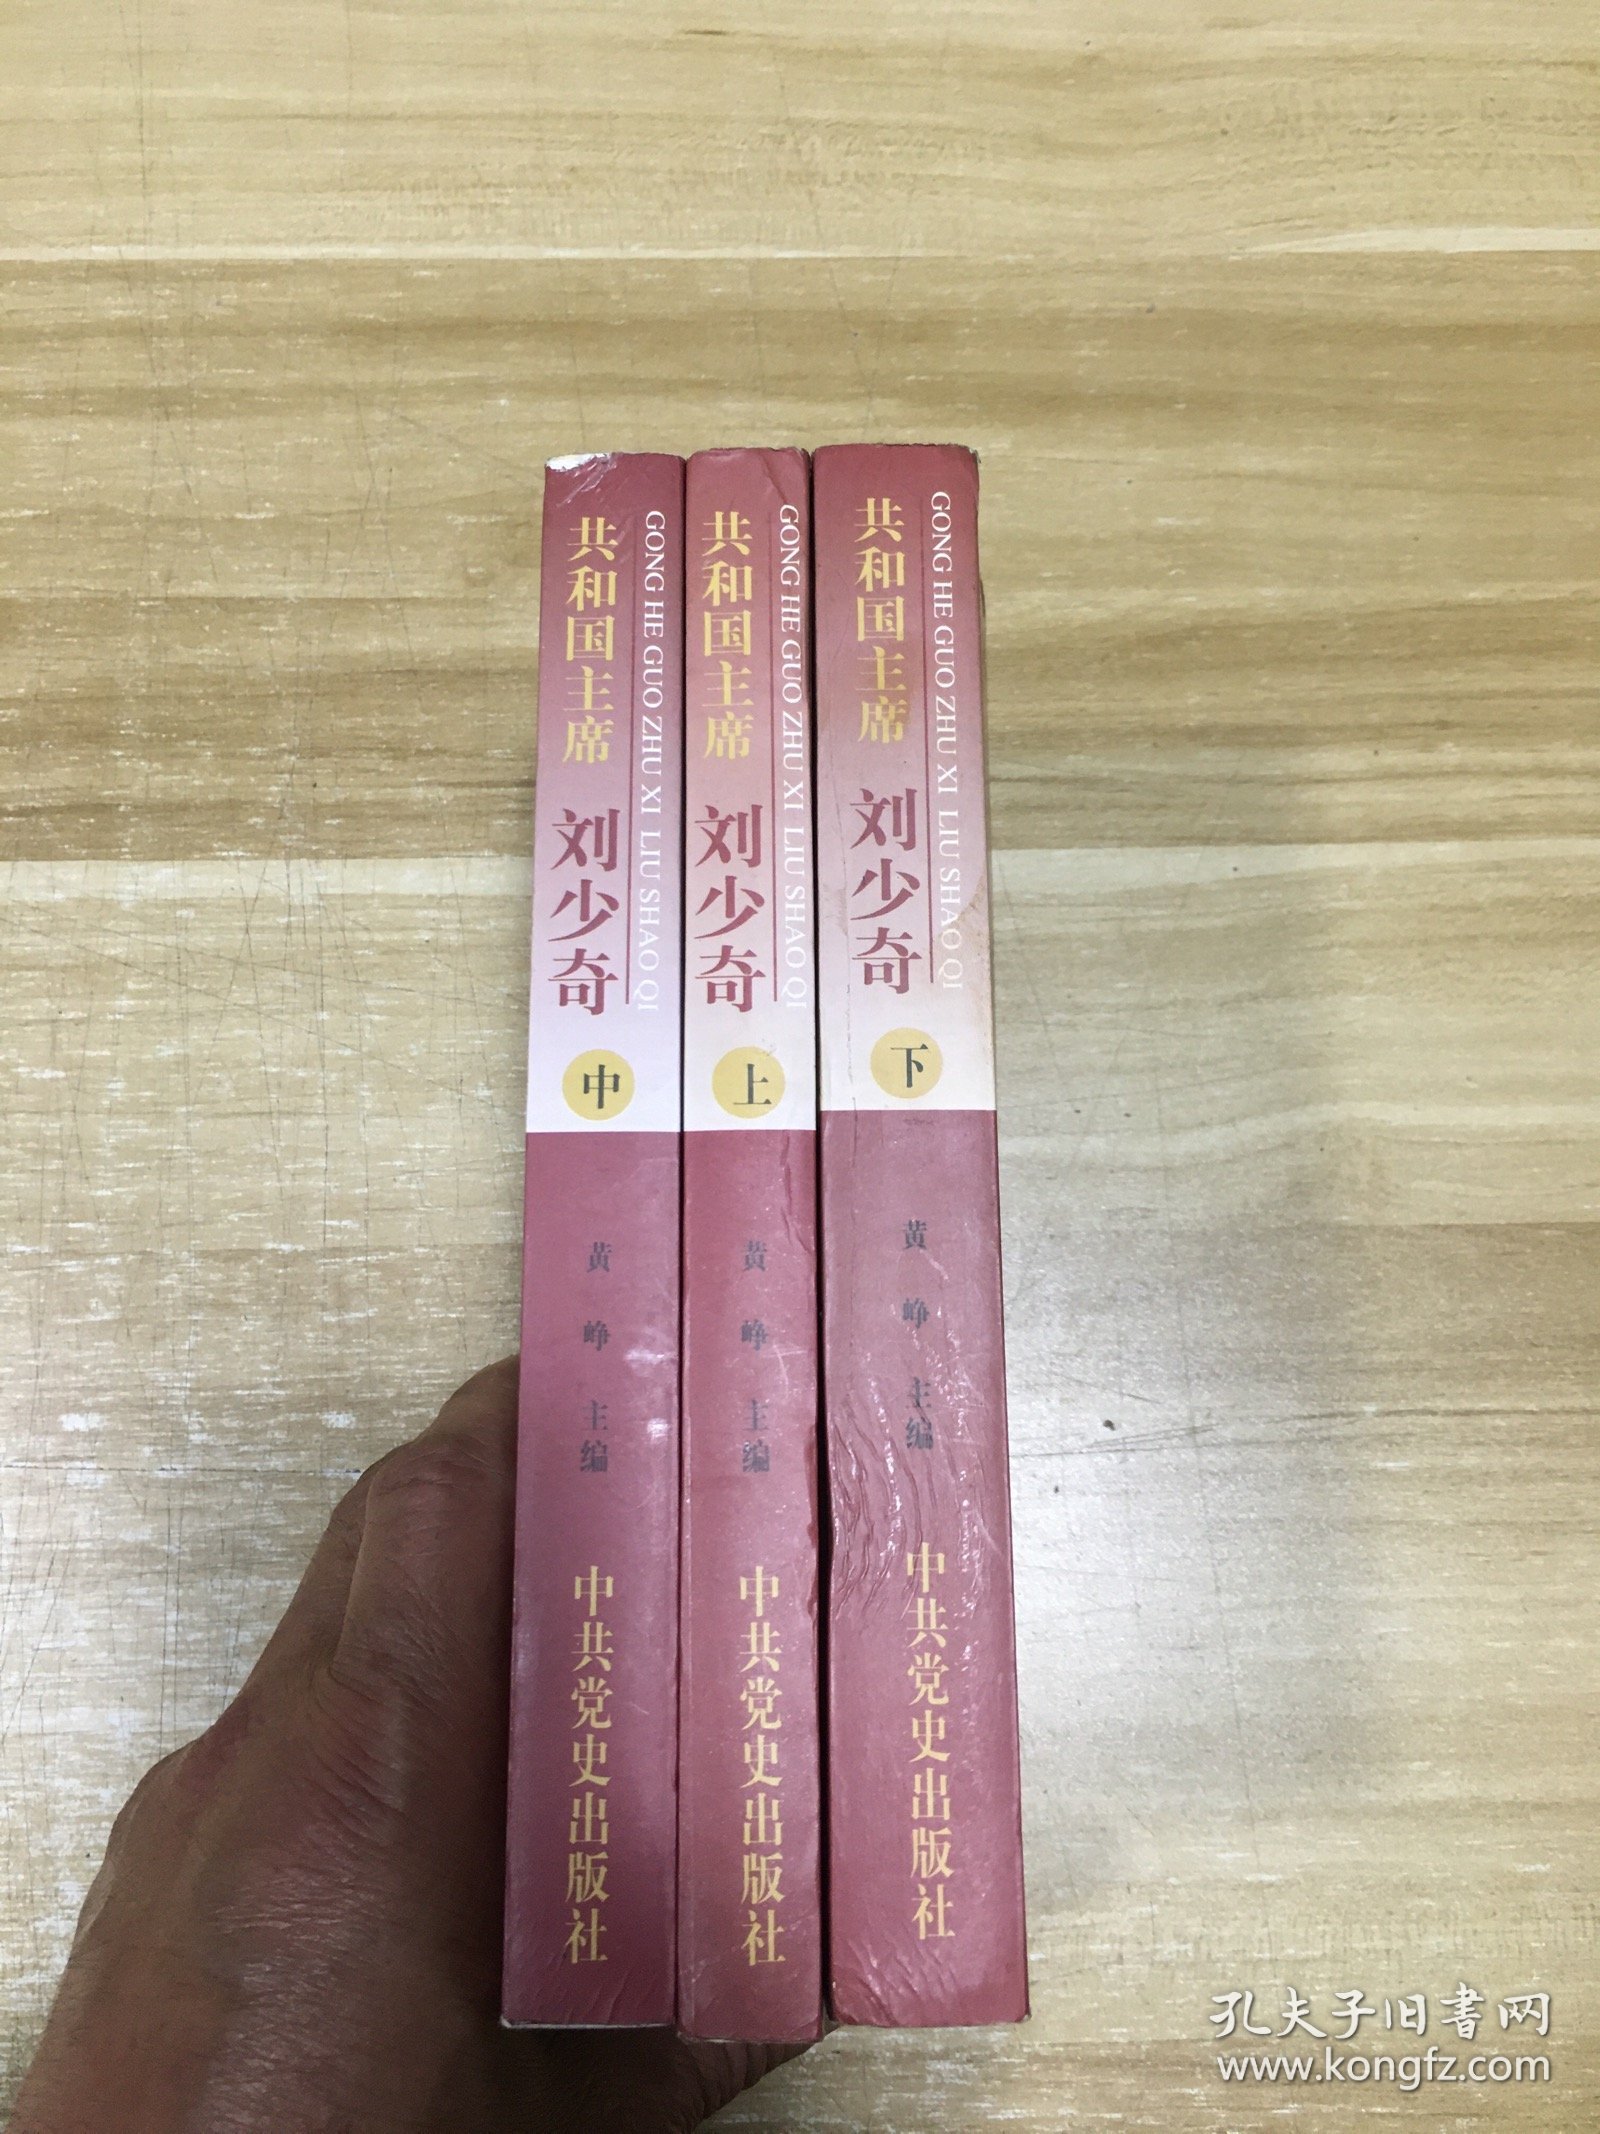 共和国主席
刘少奇
GONG HE GUO ZHU XI LIU SHAO QI
中
黄峥 主编
中共党史出版社
共和国主席
刘少奇
GONG HE GUO ZHU XI LIU SHAO QI
上
黄峥 主编
中共党史出版社
共和国主席
刘少奇
GONG HE GUO ZHU XI LIU SHAO QI
下
黄峥 主编
中共党史出版社
孔夫子旧书网
www.kongfz.com